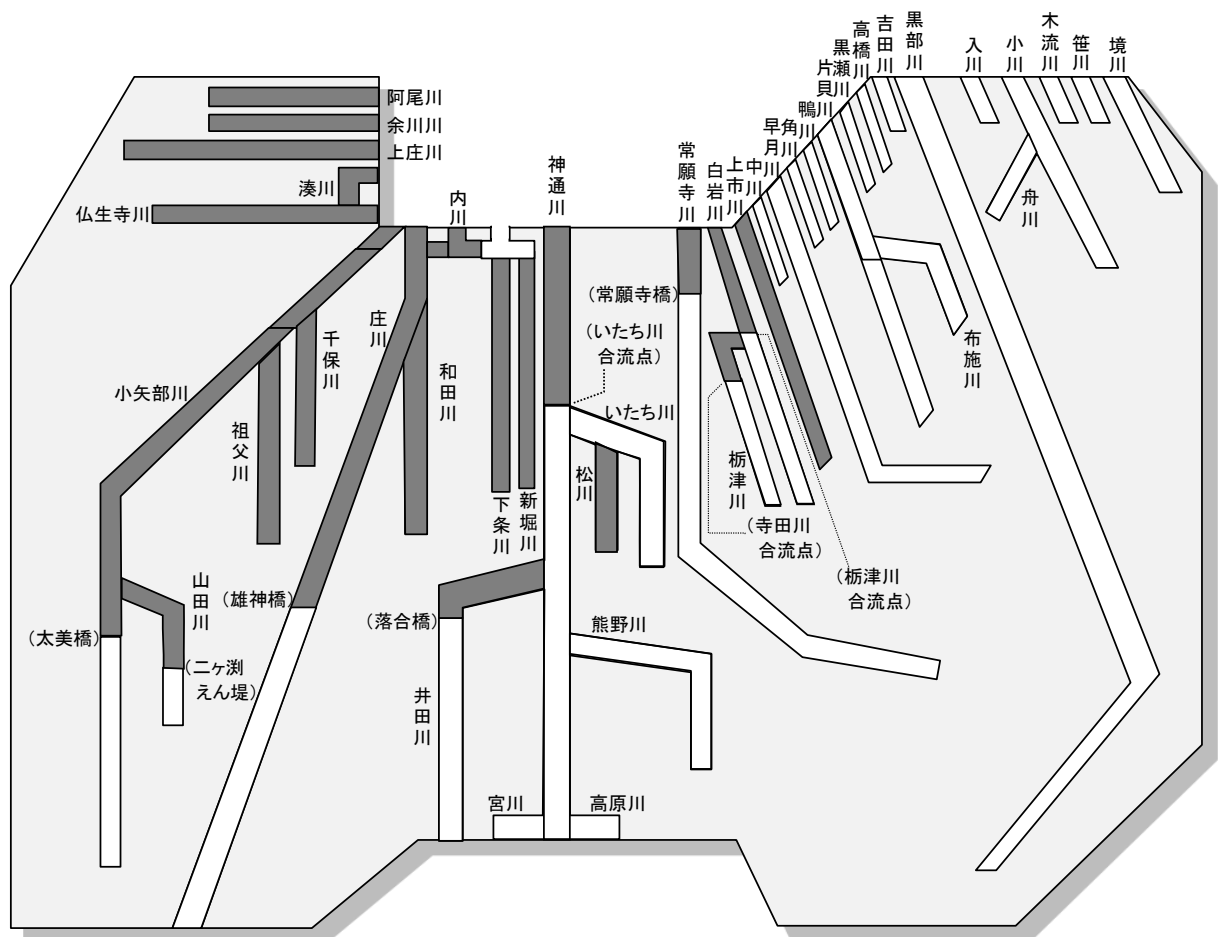 阿尾川
余川川
上庄川
湊川
仏生寺川
内川
神通川
常願寺川
白岩川
上市川
中川
早月川
角川
鴨川
片貝川
黒瀬川
高橋川
吉田川
黒部川
入川
小川
木流川
笹川
境川
舟川
布施川
(常願寺橋)
(いたち川
合流点)
いたち川
小矢部川
千保川
祖父川
庄川
和田川
下条川
新堀川
松川
栃津川
(寺田川
合流点)
(栃津川
合流点)
山田川
(雄神橋)
(落合橋)
熊野川
(太美橋)
(二ヶ渕
えん堤)
井田川
宮川
高原川